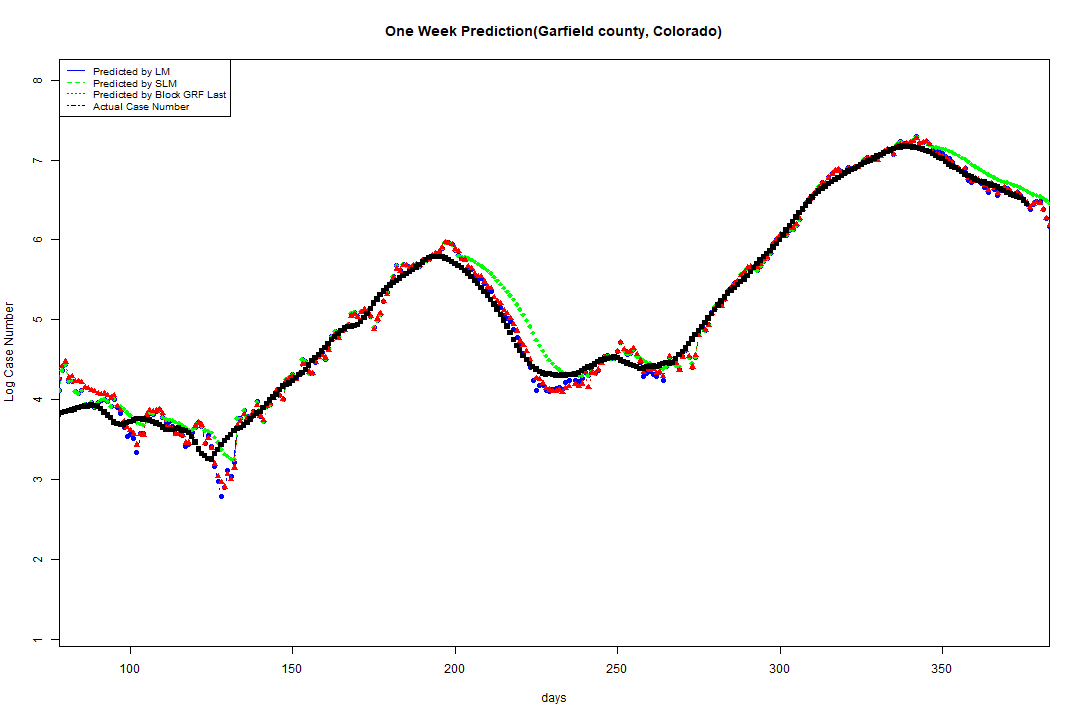 One Week Prediction(Garfield county, Colorado)
Predicted by LM
Predicted by SLM
Predicted by Block GRF Last
Actual Case Number
Log Case Number
8
7
6
5
4
3
2
1
100 150 200 250 300 350
days